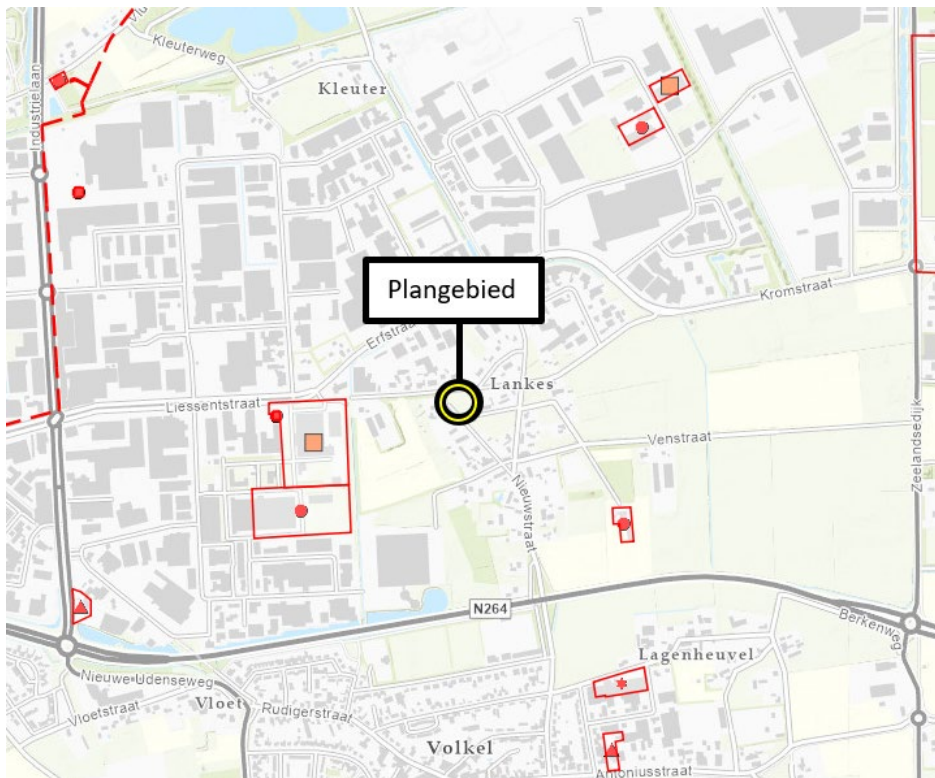 Kleuterweg
Kleuter
Industrielaan
Plangebied
Kromstraat
Erfstraat
Lankes
Liessentstraat
Venstraat
Zeelandsedijk
Nieuwstraat
N264
Berkenweg
Lagenheuvel
Nieuwe Udenseweg
Vloet
Vloetstraat
Rudigerstraat
Volkel
Antoniusstraat